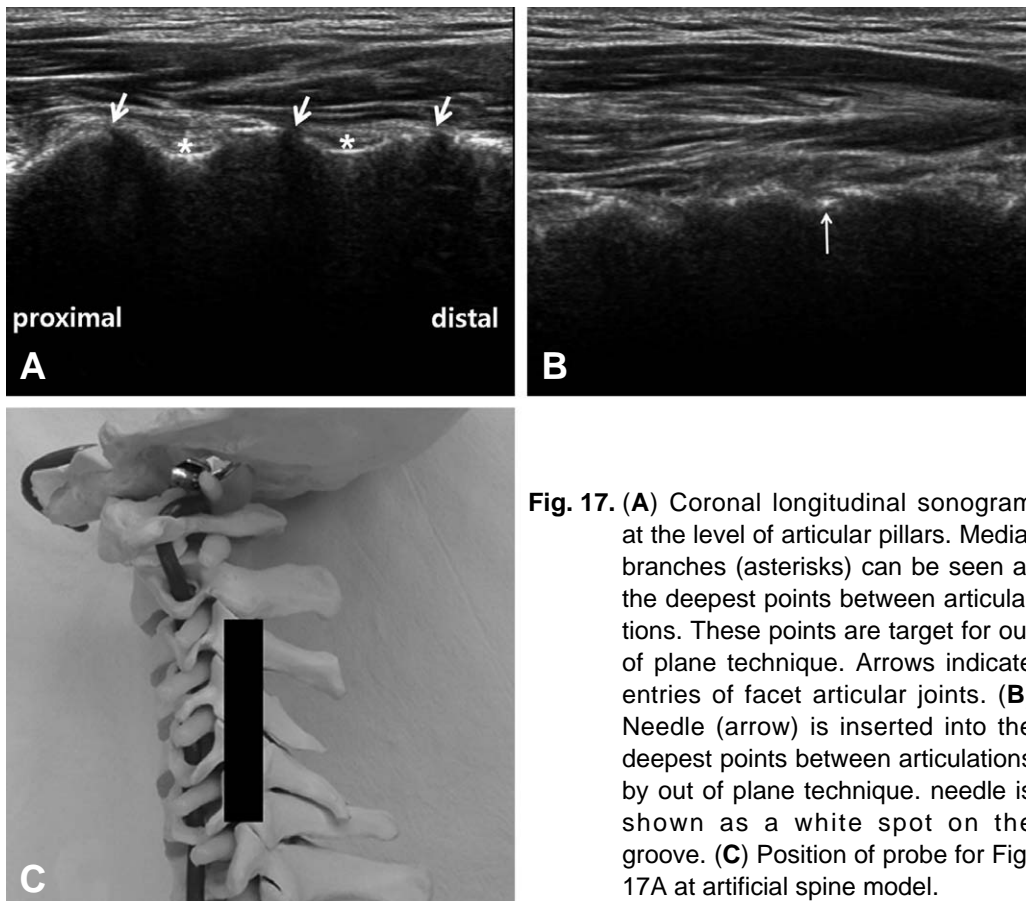 proximal distal
A
B
C
Fig. 17. (A) Coronal longitudinal sonogram
at the level of articular pillars. Media
branches (asterisks) can be seen a
the deepest points between articula
tions. These points are target for ou
of plane technique. Arrows indicate
entries of facet articular joints. (B
Needle (arrow) is inserted into the
deepest points between articulations
by out of plane technique. needle is
shown as a white spot on the
groove. (C) Position of probe for Fig
17A at artificial spine model.